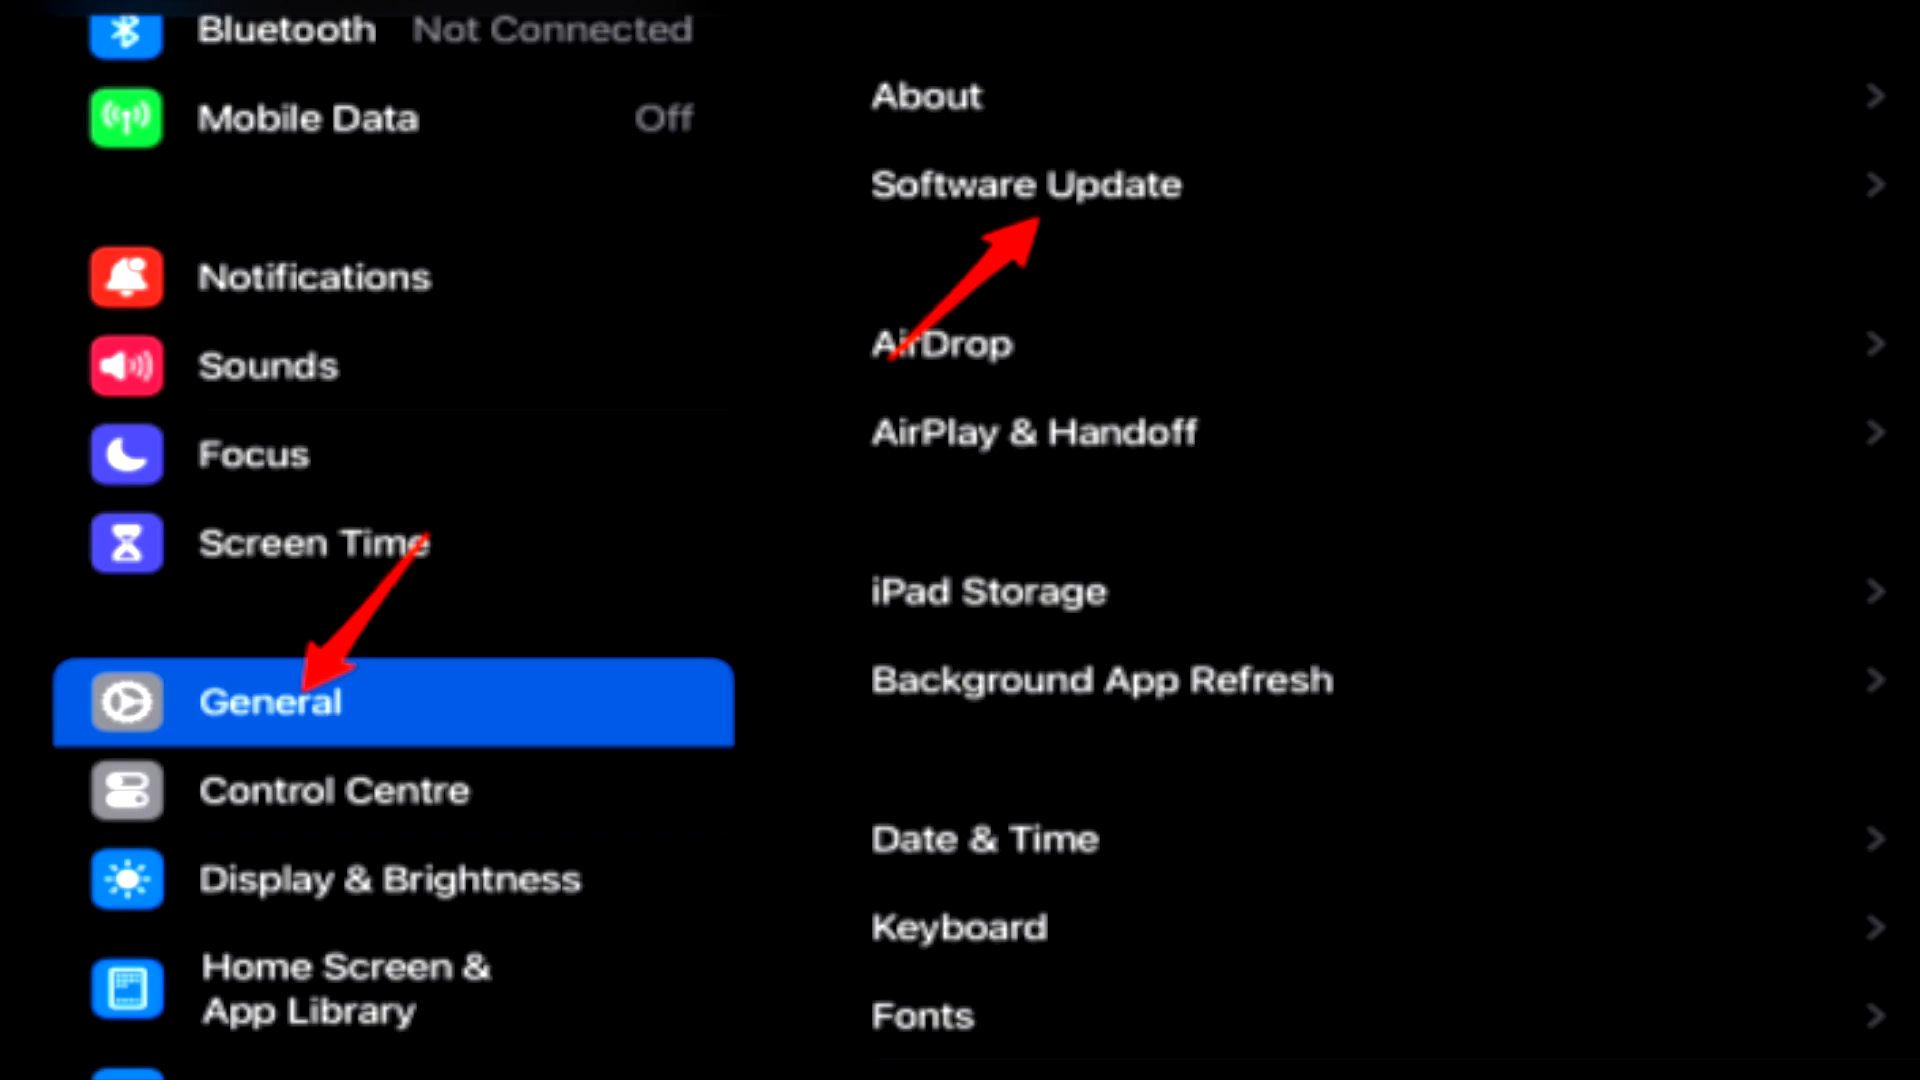 Bluetooth Not Connected
Mobile Data Off
Notifications
Sounds
Focus
Screen Time
General
Control Centre
Display & Brightness
Home Screen &
App Library
About
Software Update
AirDrop
AirPlay & Handoff
iPad Storage
Background App Refresh
Date & Time
Keyboard
Fonts